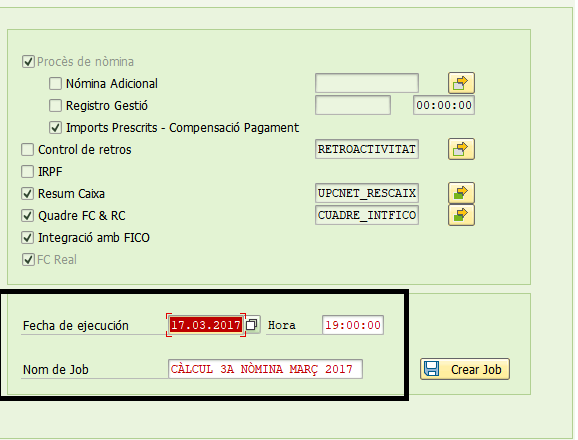 Procès de nòmina
Nómina Adicional
Registro Gestió 00:00:00
Imports Prescrits - Compensació Pagament
Control de retros RETROACTIVITAT
IRPF
Resum Caixa UPCNET_RESCAIX
Quadre FC & RC CUADRE_INTFICO
Integració amb FICO
FC Real
Fecha de ejecución 17.03.2017 Hora 19:00:00
Nom de Job CÀLCUL 3A NÒMINA MARÇ 2017 Crear Job